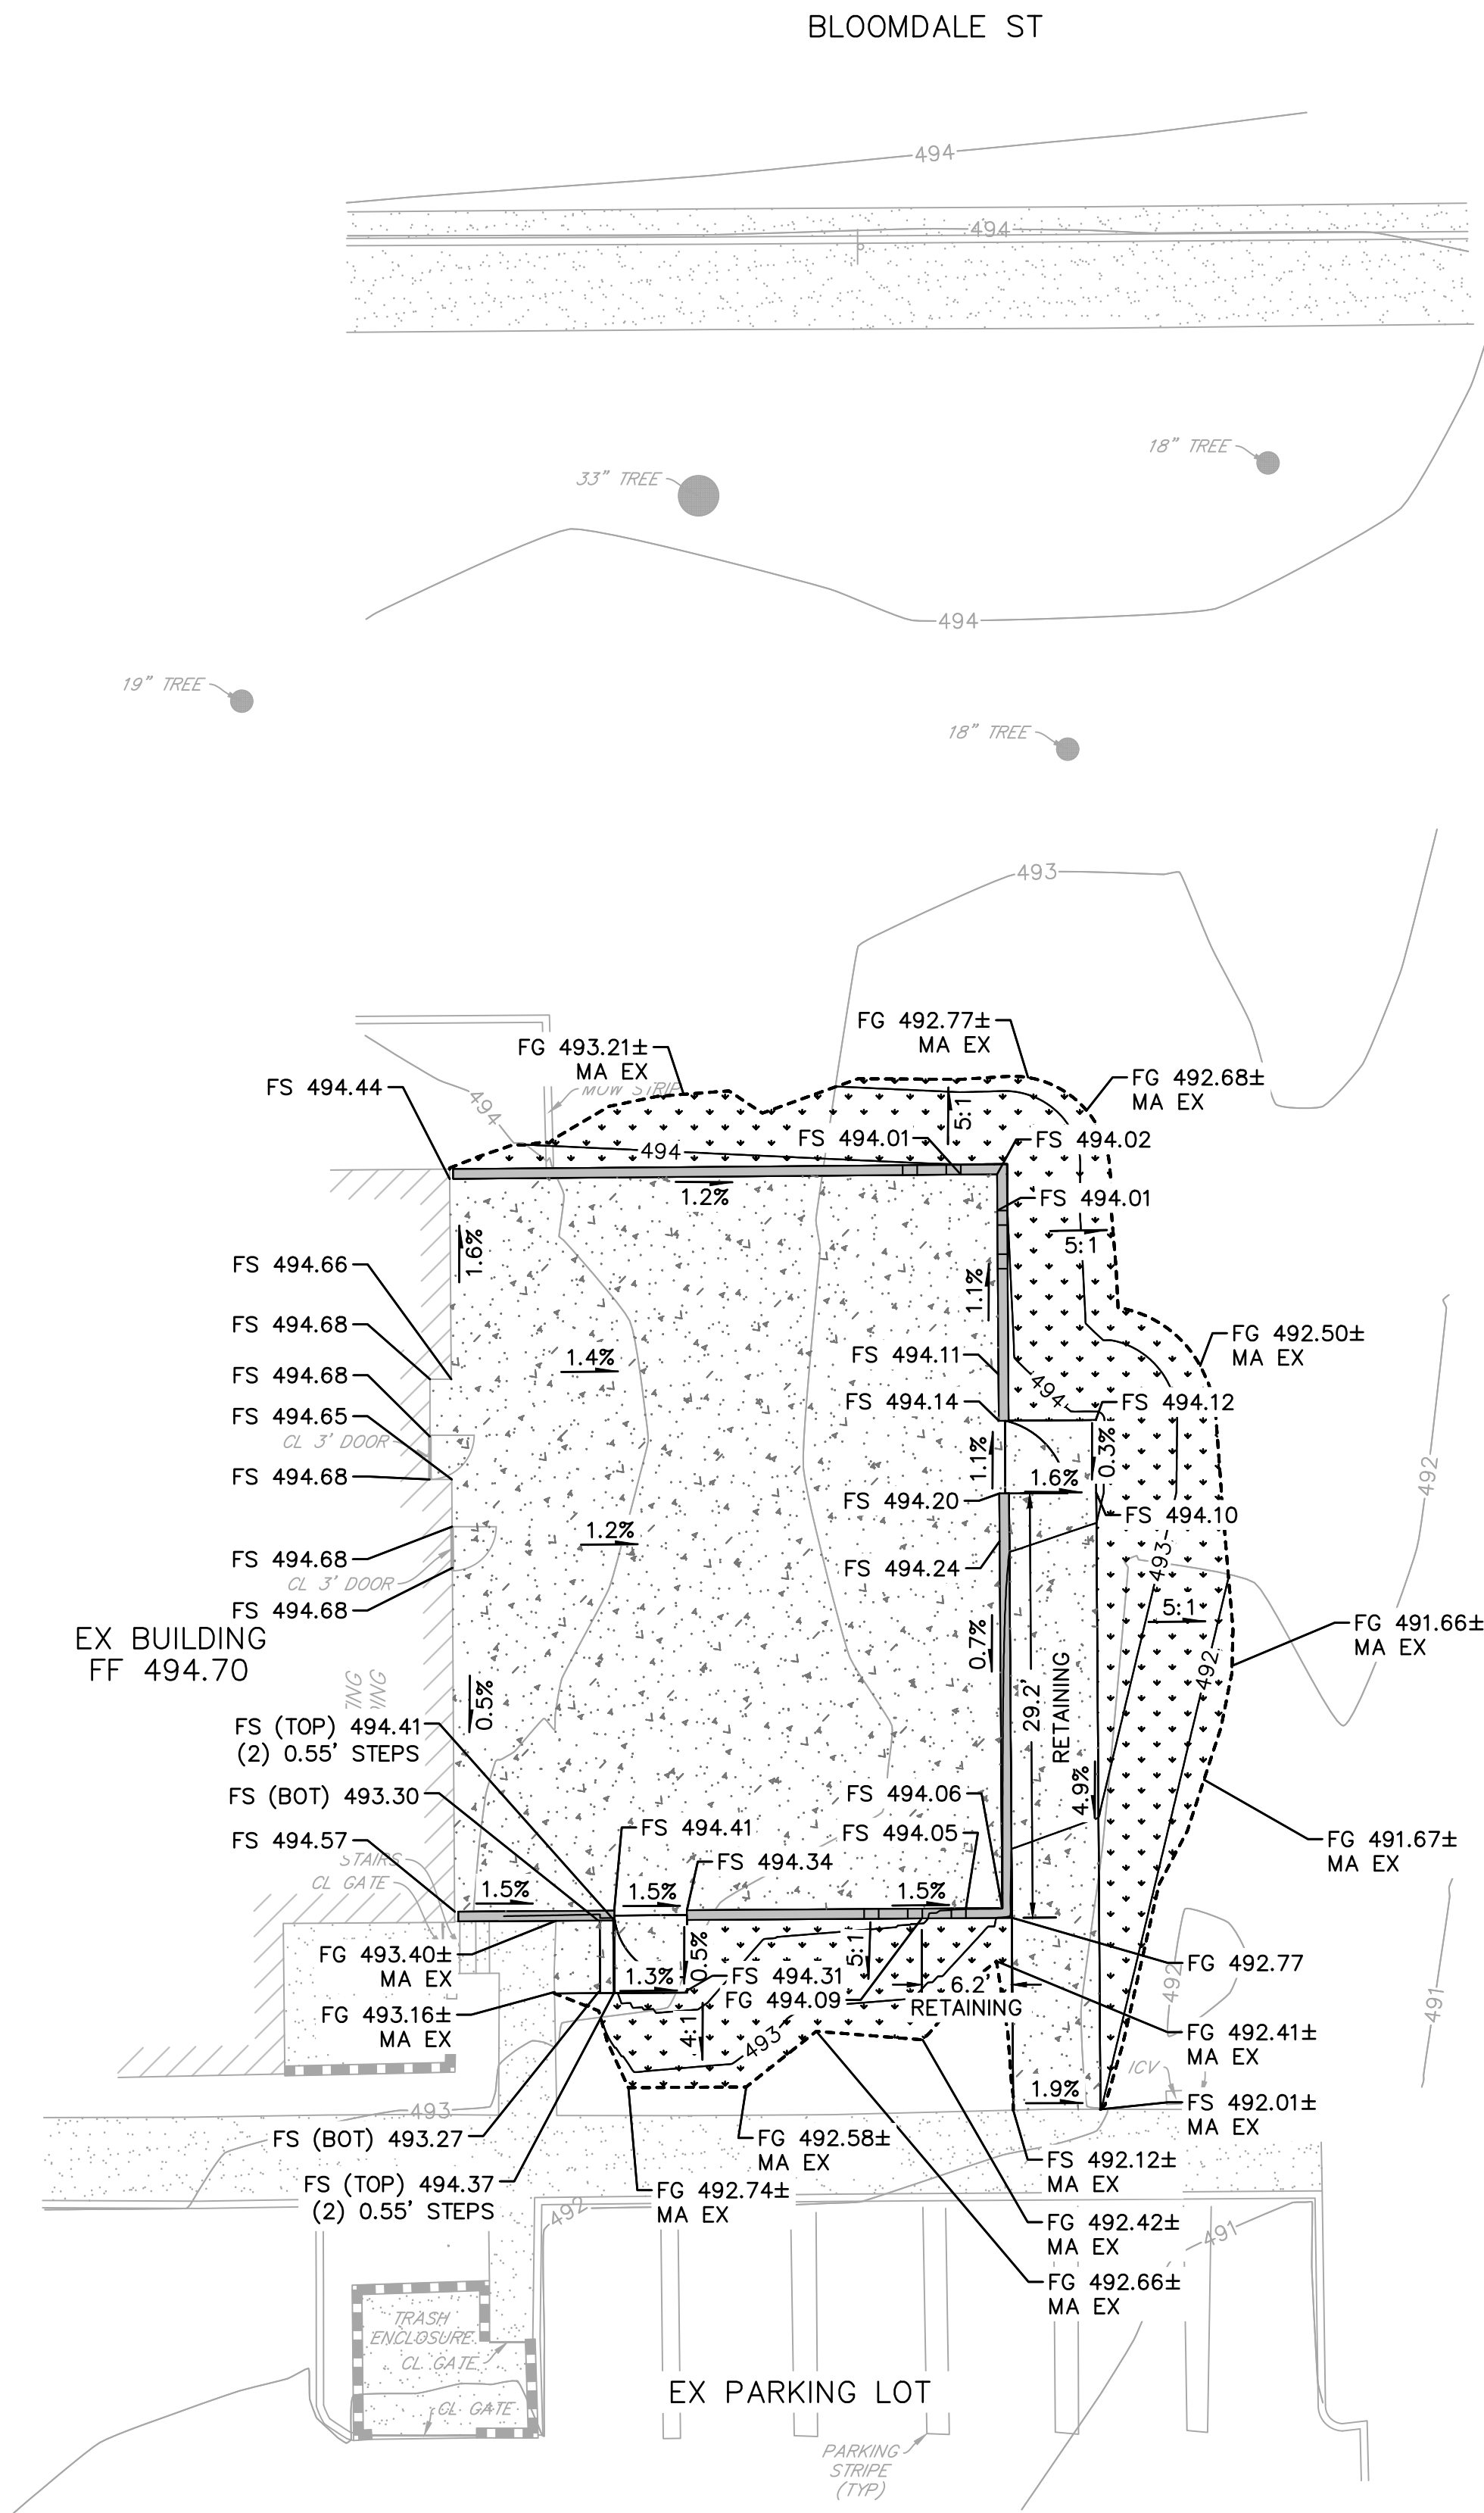 BLOOMDALE ST
494
494
18" TREE
33" TREE
494
19" TREE
18" TREE
493
FG 492.77±
MA EX
FG 493.21±
MA EX
FG 492.68±
MA EX
MOW STRIP
FS 494.44
494
5:1
FS 494.01
FS 494.02
494
1.2%
FS 494.01
1.6%
5:1
FS 494.66
1.1%
FS 494.68
FG 492.50±
MA EX
1.4%
FS 494.11
FS 494.68
494
FS 494.14
FS 494.12
FS 494.65
CL 3' DOOR
1.1%
0.3%
FS 494.68
1.6%
492
FS 494.20
FS 494.10
1.2%
FS 494.68
FS 494.24
493
CL 3' DOOR
FS 494.68
5:1
EX BUILDING
FF 494.70
FG 491.66±
MA EX
0.7%
492
0.5%
29.2'
RETAINING
FS (TOP) 494.41
(2) 0.55' STEPS
FS (BOT) 493.30
FS 494.06
4.9%
FS 494.41
FS 494.05
FS 494.57
FG 491.67±
MA EX
STAIRS
FS 494.34
CL GATE
1.5%
1.5%
1.5%
FG 493.40±
MA EX
0.5%
5:1
FG 492.77
1.3%
FS 494.31
6.2'
RETAINING
492
491
FG 494.09
FG 493.16±
MA EX
4:1
493
FG 492.41±
MA EX
ICV
1.9%
FS 492.01±
MA EX
493
FS (BOT) 493.27
FG 492.58±
MA EX
FS 492.12±
MA EX
FS (TOP) 494.37
(2) 0.55' STEPS
FG 492.74±
MA EX
492
FG 492.42±
MA EX
491
FG 492.66±
MA EX
TRASH
ENCLOSURE
CL GATE
EX PARKING LOT
CL GATE
PARKING
STRIPE
(TYP)